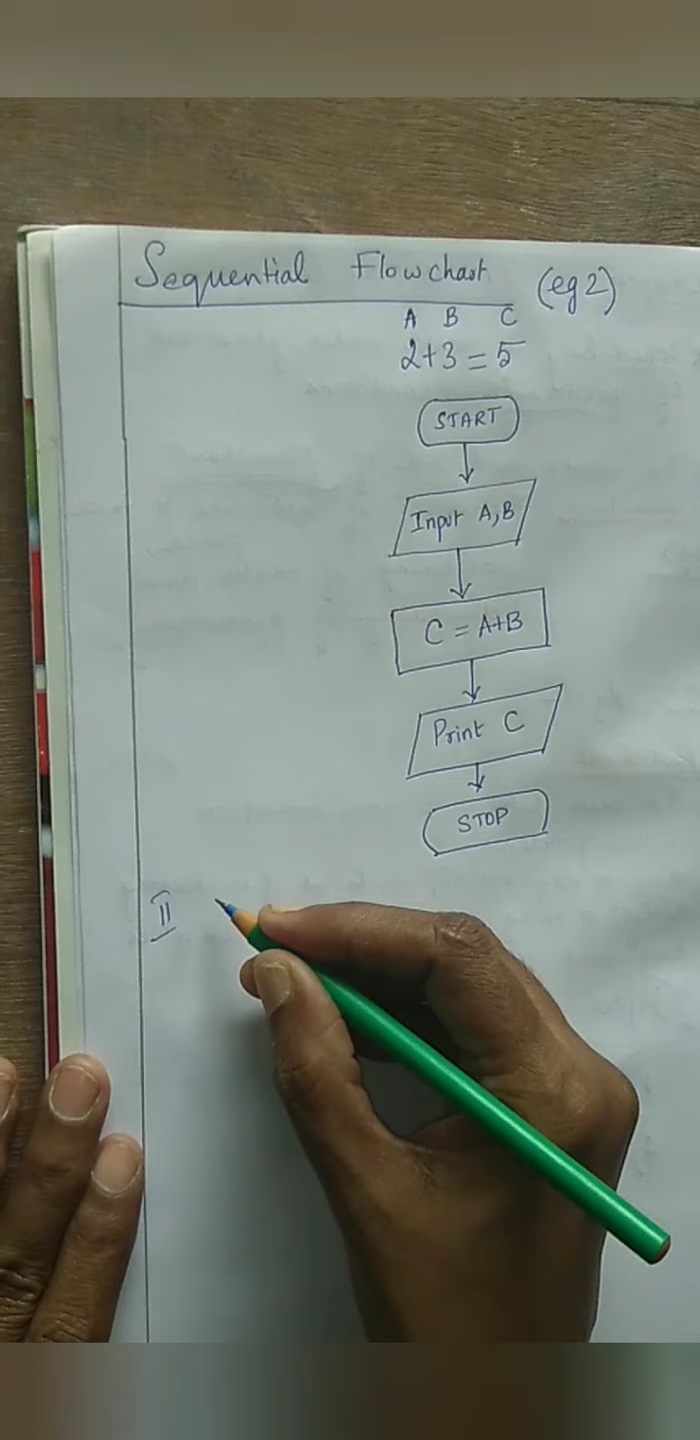 Sequential Flowchart (eg 2)
A B C
2+3=5
START
Input A,B
C = A+B
Print C
STOP
II